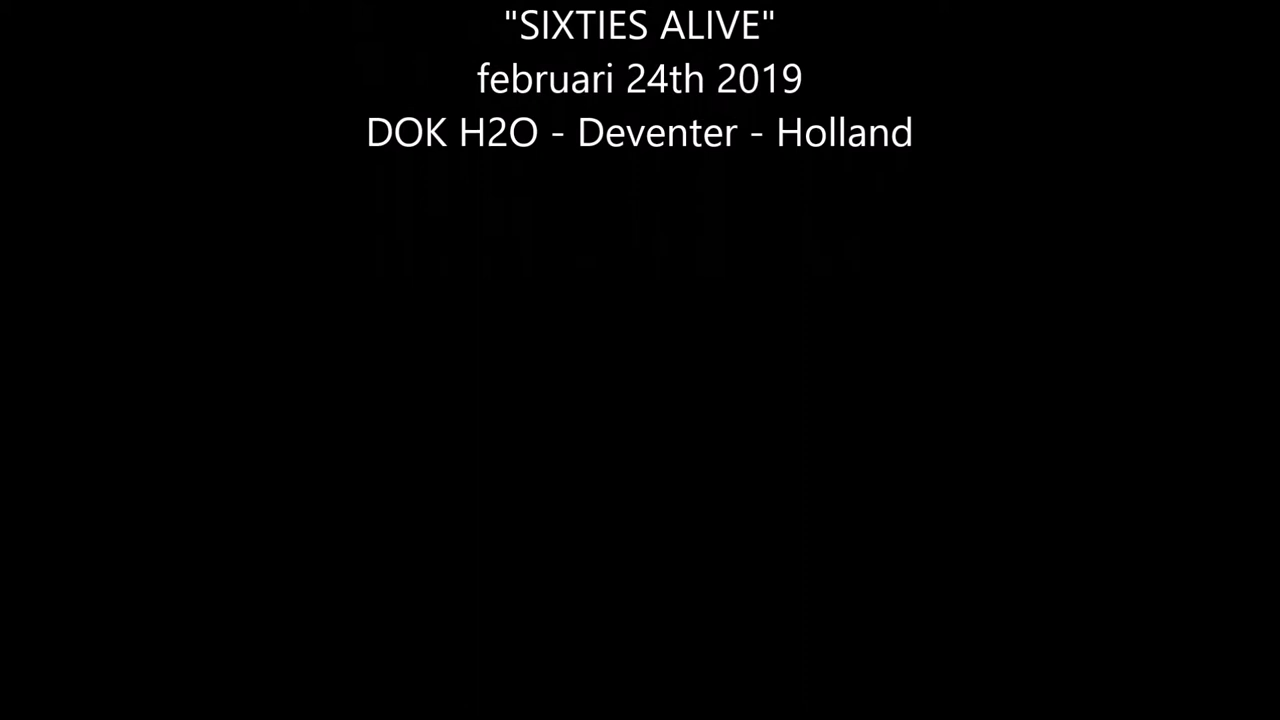 "SIXTIES ALIVE"
februari 24th 2019
DOK H2O - Deventer - Holland